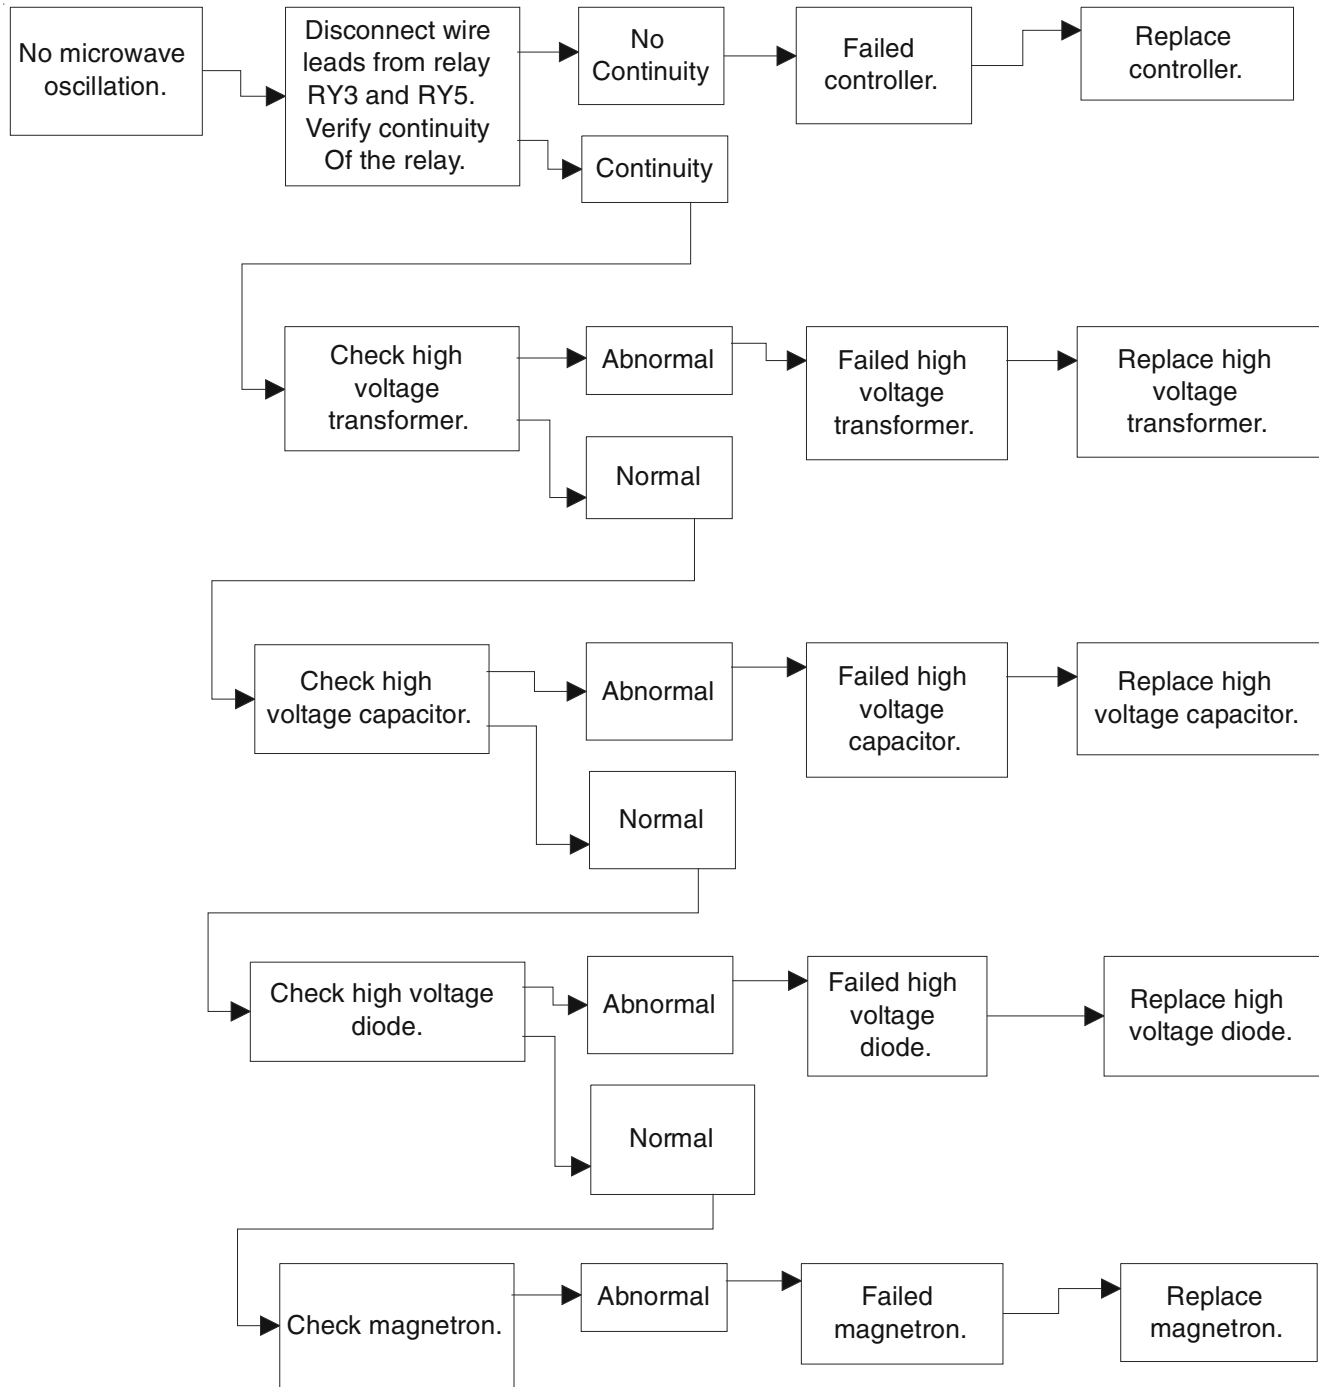 No microwave
oscillation.
Disconnect wire
leads from relay
RY3 and RY5.
Verify continuity
Of the relay.
No
Continuity
Failed
controller.
Replace
controller.
Continuity
Check high
voltage
transformer.
Abnormal
Failed high
voltage
transformer.
Replace high
voltage
transformer.
Normal
Check high
voltage capacitor.
Abnormal
Failed high
voltage
capacitor.
Replace high
voltage capacitor.
Normal
Check high voltage
diode.
Abnormal
Failed high
voltage
diode.
Replace high
voltage diode.
Normal
Check magnetron.
Abnormal
Failed
magnetron.
Replace
magnetron.